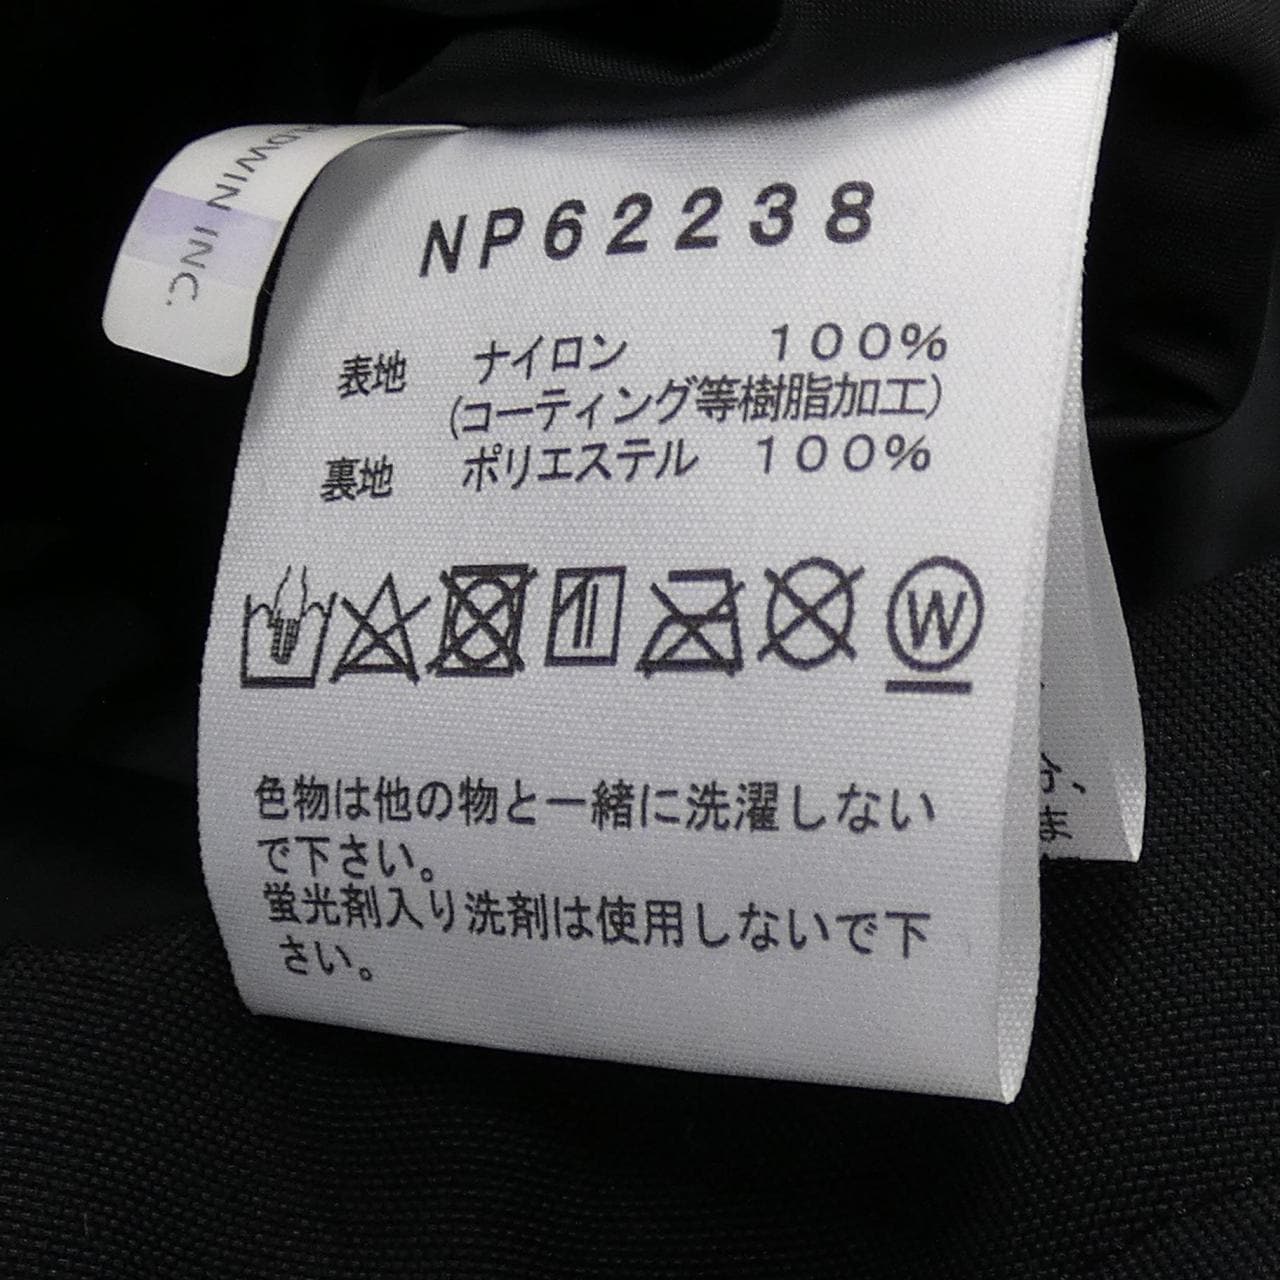 DWIN INC.
NP62238
表地 ナイロン 100%
(コーティング等樹脂加工)
裏地 ポリエステル 100%
W
色物は他の物と一緒に洗濯しない
で下さい。
蛍光剤入り洗剤は使用しないで下
さい。